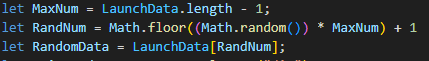 let MaxNum = LaunchData.length - 1;
let RandNum = Math.floor((Math.random()) * MaxNum) + 1
let RandomData = LaunchData[RandNum];